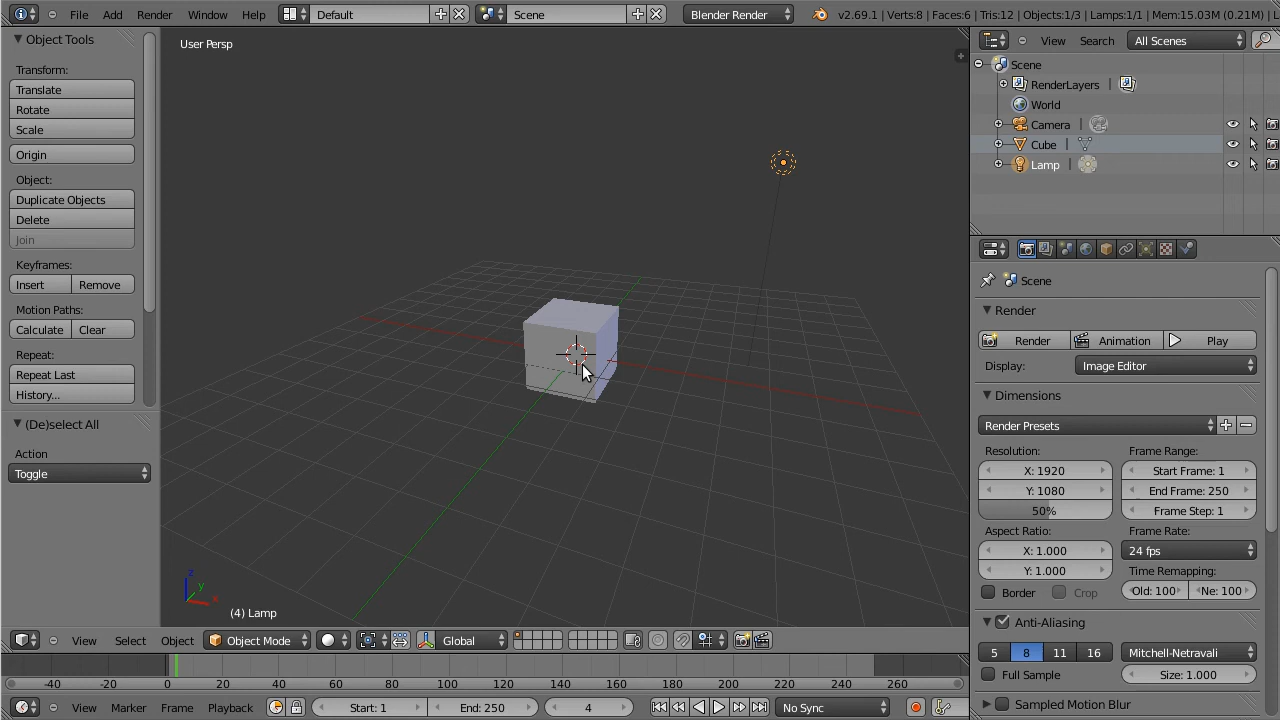 File Add Render Window Help Default Scene Blender Render v2.69.1 | Verts:8 | Faces:6 | Tris:12 | Objects:1/3 | Lamps:1/1 | Mem:15.03M (0.21M) | L
Object Tools
Transform:
Translate
Rotate
Scale
Origin
Object:
Duplicate Objects
Delete
Join
Keyframes:
Insert Remove
Motion Paths:
Calculate Clear
Repeat:
Repeat Last
History...
(De)select All
Action
Toggle
User Persp
z
y
x
(4) Lamp
View Select Object Object Mode Global
-40 -20 0 20 40 60 80 100 120 140 160 180 200 220 240 260
View Marker Frame Playback Start: 1 End: 250 4 No Sync
View Search All Scenes
Scene
RenderLayers |
World
Camera |
Cube |
Lamp |
Scene
Render
Render Animation Play
Display: Image Editor
Dimensions
Render Presets
Resolution: Frame Range:
X: 1920 Start Frame: 1
Y: 1080 End Frame: 250
50% Frame Step: 1
Aspect Ratio: Frame Rate:
X: 1.000 24 fps
Y: 1.000 Time Remapping:
Border Crop Old: 100 Ne: 100
Anti-Aliasing
5 8 11 16 Mitchell-Netravali
Full Sample Size: 1.000
Sampled Motion Blur